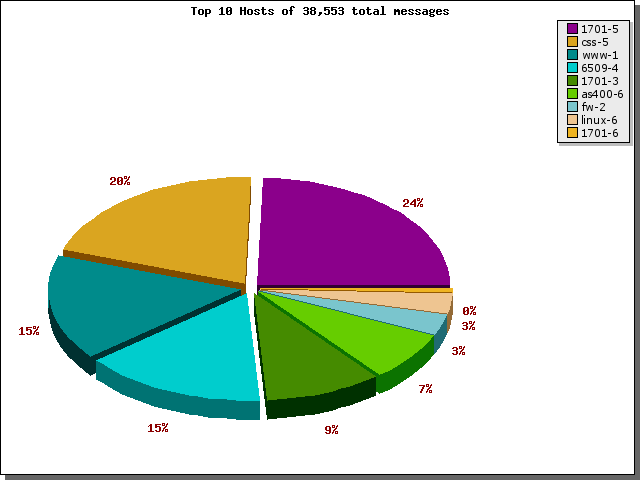 Top 10 Hosts of 38,553 total messages
1701-5
css-5
www-1
6509-4
1701-3
as400-6
fw-2
linux-6
1701-6
20%
24%
0%
3%
15%
3%
7%
15%
9%